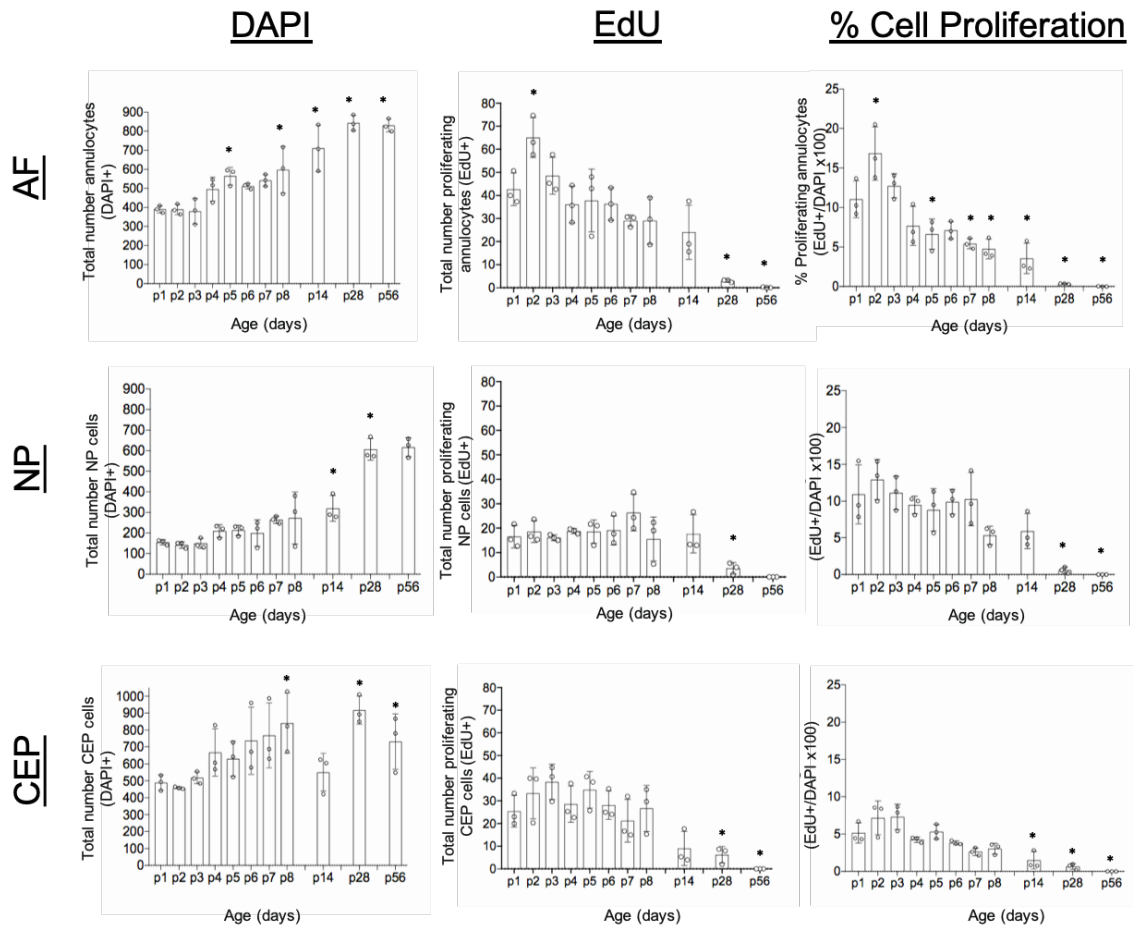 DAPI
EdU
% Cell Proliferation
AF
Total number annulocytes
(DAPI+)
900
800
700
600
500
400
300
200
100
0
* * * * *
p1 p2 p3 p4 p5 p6 p7 p8 p14 p28 p56
Age (days)
Total number proliferating
annulocytes (EdU+)
80
70
60
50
40
30
20
10
0
* * *
p1 p2 p3 p4 p5 p6 p7 p8 p14 p28 p56
Age (days)
% Proliferating annulocytes
(EdU+/DAPI x100)
25
20
15
10
5
0
* * * * * * *
p1 p2 p3 p4 p5 p6 p7 p8 p14 p28 p56
Age (days)
NP
Total number NP cells
(DAPI+)
900
800
700
600
500
400
300
200
100
0
* *
p1 p2 p3 p4 p5 p6 p7 p8 p14 p28 p56
Age (days)
Total number proliferating
NP cells (EdU+)
80
70
60
50
40
30
20
10
0
*
p1 p2 p3 p4 p5 p6 p7 p8 p14 p28 p56
Age (days)
(EdU+/DAPI x100)
25
20
15
10
5
0
* *
p1 p2 p3 p4 p5 p6 p7 p8 p14 p28 p56
Age (days)
CEP
Total number CEP cells
(DAPI+)
1000
900
800
700
600
500
400
300
200
100
0
* * *
p1 p2 p3 p4 p5 p6 p7 p8 p14 p28 p56
Age (days)
Total number proliferating
CEP cells (EdU+)
80
70
60
50
40
30
20
10
0
* *
p1 p2 p3 p4 p5 p6 p7 p8 p14 p28 p56
Age (days)
(EdU+/DAPI x100)
25
20
15
10
5
0
* * *
p1 p2 p3 p4 p5 p6 p7 p8 p14 p28 p56
Age (days)